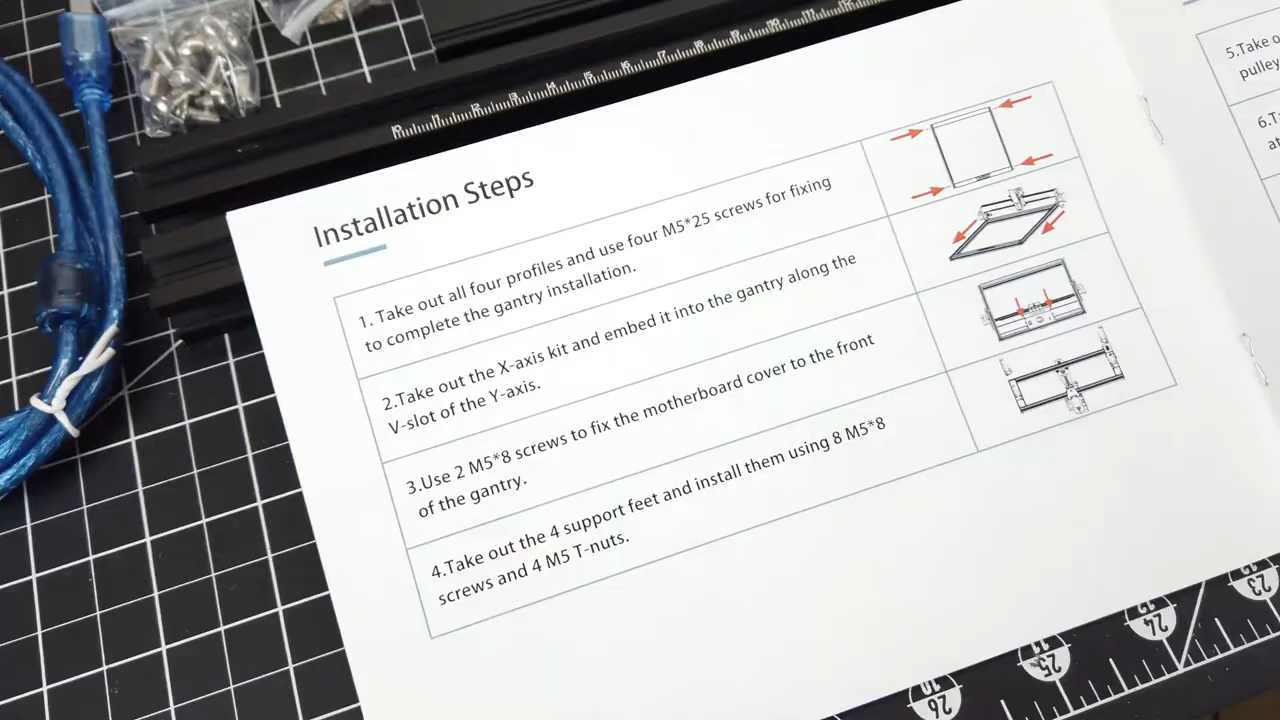 Installation Steps
1. Take out all four profiles and use four M5*25 screws for fixing
to complete the gantry installation.
2.Take out the X-axis kit and embed it into the gantry along the
V-slot of the Y-axis.
3.Use 2 M5*8 screws to fix the motherboard cover to the front
of the gantry.
4.Take out the 4 support feet and install them using 8 M5*8
screws and 4 M5 T-nuts.
5.Take
pulley
6.
23
24
25
26